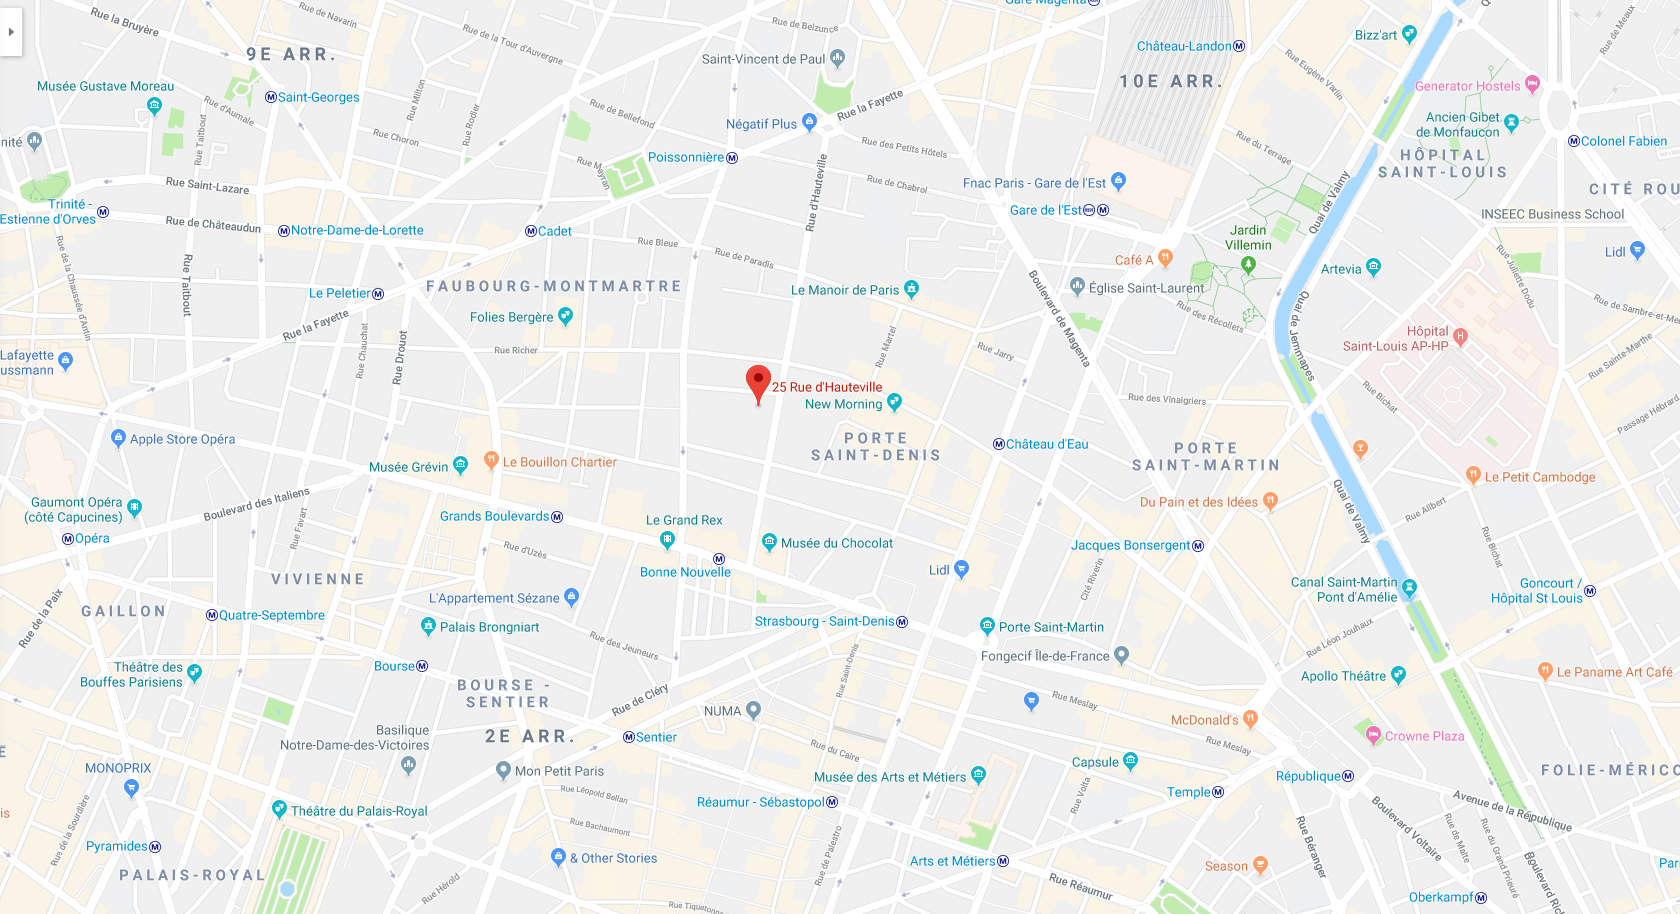 Gare Magenta
Rue de Navarin
Rue la Bruyère
Rue de Belzunce
9E ARR.
Rue de la Tour d'Auvergne
Saint-Vincent de Paul
Château-Landon
Bizz'art
Rue de Meaux
10E ARR.
Rue Eugène Varlin
Generator Hostels
Musée Gustave Moreau
Saint-Georges
Rue Milton
Rue Rodier
Rue d'Aumale
Rue Taitbout
Rue de Bellefond
Rue la Fayette
Négatif Plus
Ancien Gibet
de Monfaucon
nité
Rue Choron
Poissonnière
Rue des Petits Hôtels
Rue du Terrage
Colonel Fabien
HÔPITAL
SAINT-LOUIS
Rue Mayran
Rue d'Hauteville
Rue de Chabrol
Fnac Paris - Gare de l'Est
Quai de Valmy
CITÉ ROU
Rue Saint-Lazare
Trinité -
Estienne d'Orves
Gare de l'Est
INSEEC Business School
Rue de Châteaudun
Notre-Dame-de-Lorette
Cadet
Rue Bleue
Rue de Paradis
Jardin
Villemin
Lidl
Rue de la Chaussée d'Antin
Rue Taitbout
Café A
Artevia
Rue Juliette Dodu
FAUBOURG-MONTMARTRE
Le Peletier
Le Manoir de Paris
Boulevard de Magenta
Église Saint-Laurent
Rue des Récollets
Quai de Jemmapes
Rue de Sambre-et-Me
Folies Bergère
Rue la Fayette
Rue Chauchat
Rue Drouot
Rue Richer
Rue Martel
Rue Jarry
Hôpital
Saint-Louis AP-HP
Rue Sainte-Marthe
Lafayette
ussmann
25 Rue d'Hauteville
New Morning
Rue des Vinaigriers
Rue Bichat
Passage Hébrard
Apple Store Opéra
PORTE
SAINT-DENIS
Château d'Eau
PORTE
SAINT-MARTIN
Musée Grévin
Le Bouillon Chartier
Le Petit Cambodge
Boulevard des Italiens
Gaumont Opéra
(côté Capucines)
Du Pain et des Idées
Quai de Valmy
Rue Alibert
Grands Boulevards
Le Grand Rex
Rue Favart
Opéra
Musée du Chocolat
Jacques Bonsergent
Rue Bichat
Rue d'Uzès
Bonne Nouvelle
Lidl
Cité Riverin
VIVIENNE
Canal Saint-Martin
Pont d'Amélie
Goncourt /
Hôpital St Louis
Rue de la Paix
GAILLON
Quatre-Septembre
L'Appartement Sézane
Palais Brongniart
Strasbourg - Saint-Denis
Porte Saint-Martin
Rue Léon Jouhaux
Rue des Jeuneurs
Bourse
Rue Saint-Denis
Fongecif Île-de-France
Théâtre des
Bouffes Parisiens
Apollo Théâtre
Le Paname Art Café
BOURSE -
SENTIER
Rue de Cléry
NUMA
Rue Meslay
McDonald's
2E ARR.
Sentier
Basilique
Notre-Dame-des-Victoires
Rue du Caire
Rue Meslay
Crowne Plaza
E
MONOPRIX
Mon Petit Paris
Musée des Arts et Métiers
Capsule
République
FOLIE-MÉRICO
Rue Léopold Bellan
Réaumur - Sébastopol
Rue Volta
Temple
Théâtre du Palais-Royal
is
Rue de la Sourdière
Rue Bachaumont
Avenue de la République
Boulevard Voltaire
Rue de Malte
Rue du Grand Prieuré
Rue Béranger
Pyramides
& Other Stories
Rue de Palestro
Arts et Métiers
Season
Boulevard Ric
Par
PALAIS-ROYAL
Rue Hérold
Rue Réaumur
Oberkampf
Rue Tiquetonne